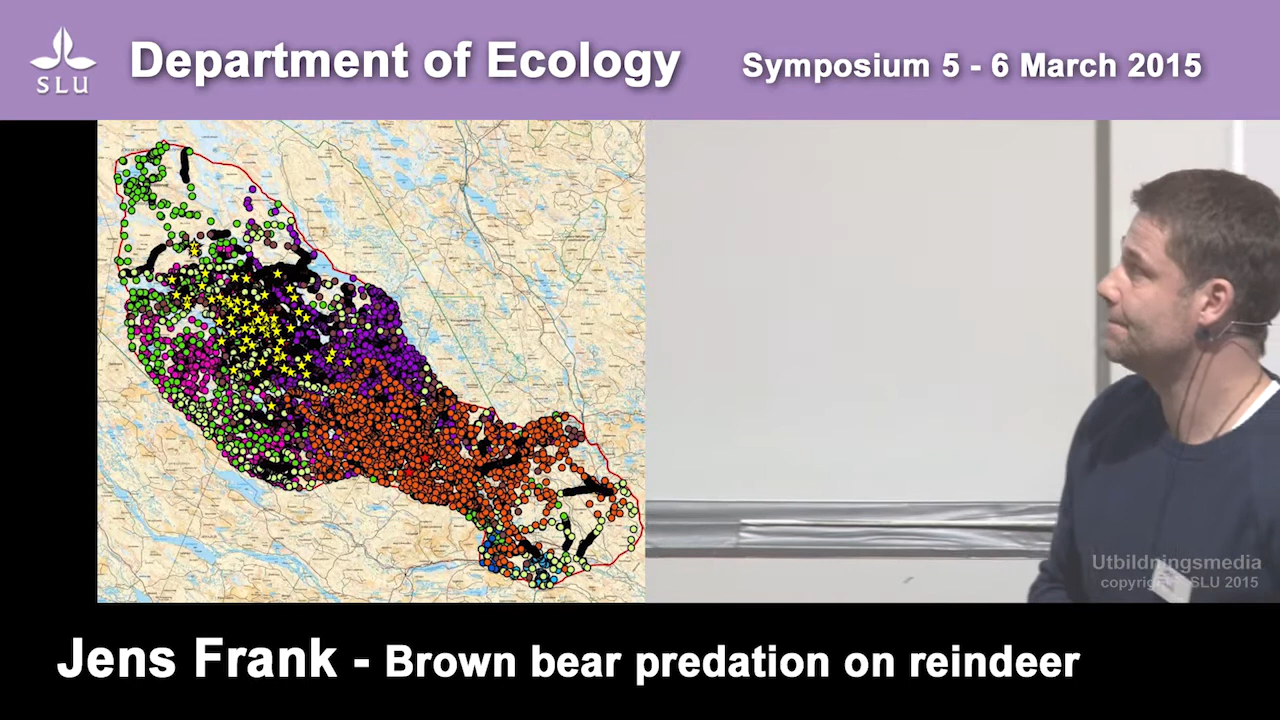 SLU
Department of Ecology
Symposium 5 - 6 March 2015
Utbildningsmedia
copyright SLU 2015
Jens Frank - Brown bear predation on reindeer